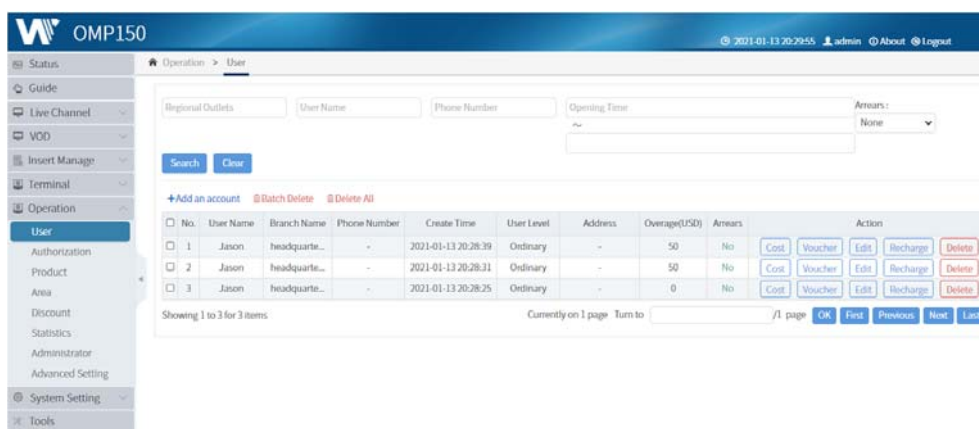 OMP150
2021-01-13 20:29:55 admin About Logout
Status
Operation > User
Guide
Live Channel
VOD
Insert Manage
Terminal
Operation
User
Authorization
Product
Area
Discount
Statistics
Administrator
Advanced Setting
System Setting
Tools
Regional Outlets User Name Phone Number Opening Time Arrears :
~ None
Search Clear
+Add an account Batch Delete Delete All
No. User Name Branch Name Phone Number Create Time User Level Address Overage(USD) Arrears Action
1 Jason headquarte... - 2021-01-13 20:28:39 Ordinary - 50 No Cost Voucher Edit Recharge Delete
2 Jason headquarte... - 2021-01-13 20:28:31 Ordinary - 50 No Cost Voucher Edit Recharge Delete
3 Jason headquarte... - 2021-01-13 20:28:25 Ordinary - 0 No Cost Voucher Edit Recharge Delete
Showing 1 to 3 for 3 items Currently on 1 page Turn to /1 page OK First Previous Next Last